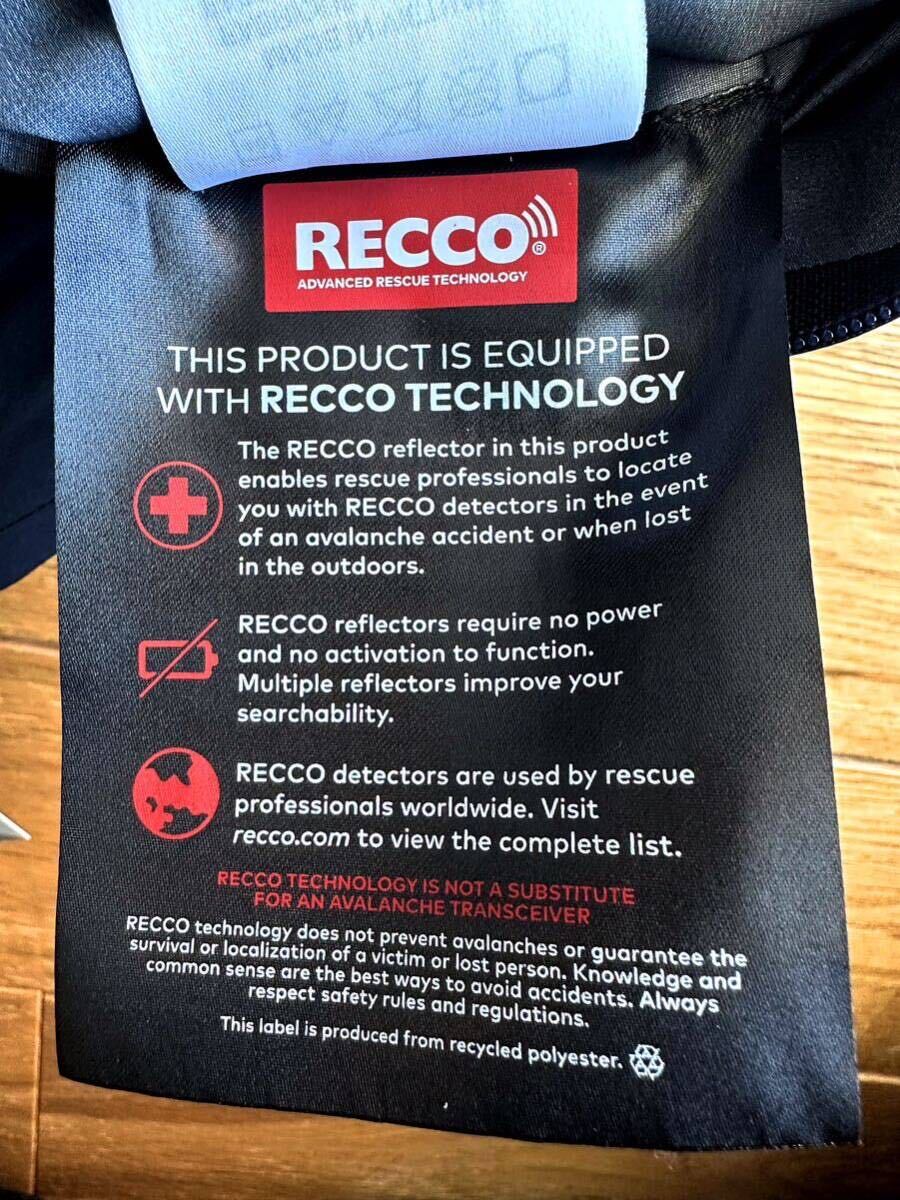 RECCO®
ADVANCED RESCUE TECHNOLOGY
THIS PRODUCT IS EQUIPPED
WITH RECCO TECHNOLOGY
The RECCO reflector in this product
enables rescue professionals to locate
you with RECCO detectors in the event
of an avalanche accident or when lost
in the outdoors.
RECCO reflectors require no power
and no activation to function.
Multiple reflectors improve your
searchability.
RECCO detectors are used by rescue
professionals worldwide. Visit
recco.com to view the complete list.
RECCO TECHNOLOGY IS NOT A SUBSTITUTE
FOR AN AVALANCHE TRANSCEIVER
RECCO technology does not prevent avalanches or guarantee the
survival or localization of a victim or lost person. Knowledge and
common sense are the best ways to avoid accidents. Always
respect safety rules and regulations.
This label is produced from recycled polyester.